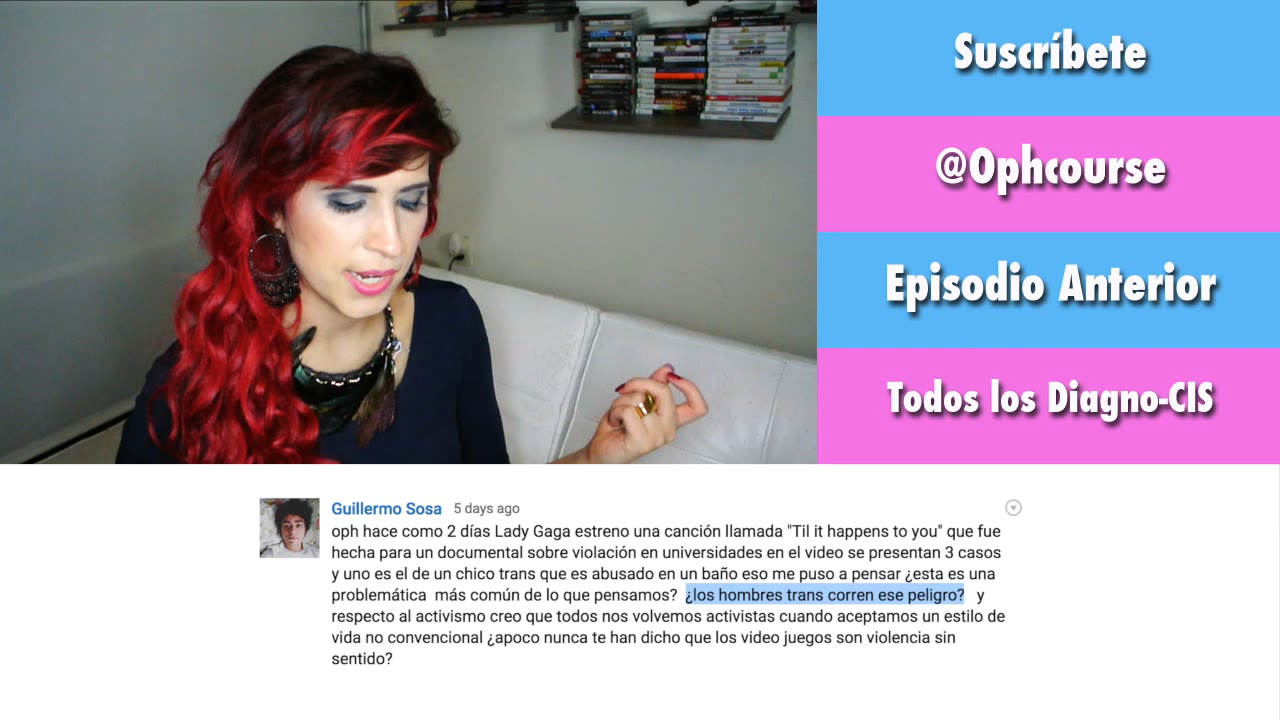 Suscríbete
@Ophcourse
Episodio Anterior
Todos los Diagno-CIS
Guillermo Sosa 5 days ago
oph hace como 2 días Lady Gaga estreno una canción llamada "Til it happens to you" que fue
hecha para un documental sobre violación en universidades en el video se presentan 3 casos
y uno es el de un chico trans que es abusado en un baño eso me puso a pensar ¿esta es una
problemática más común de lo que pensamos? ¿los hombres trans corren ese peligro? y
respecto al activismo creo que todos nos volvemos activistas cuando aceptamos un estilo de
vida no convencional ¿apoco nunca te han dicho que los video juegos son violencia sin
sentido?